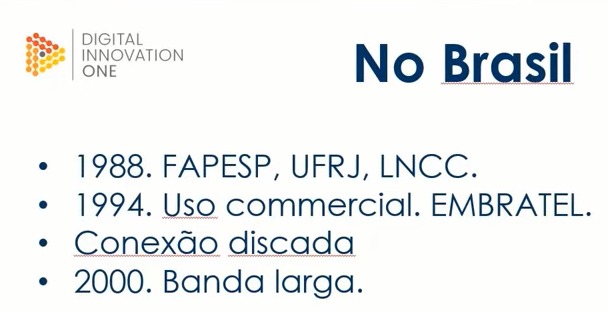 DIGITAL
INNOVATION
ONE
No Brasil
• 1988. FAPESP, UFRJ, LNCC.
• 1994. Uso commercial. EMBRATEL.
• Conexão discada
• 2000. Banda larga.